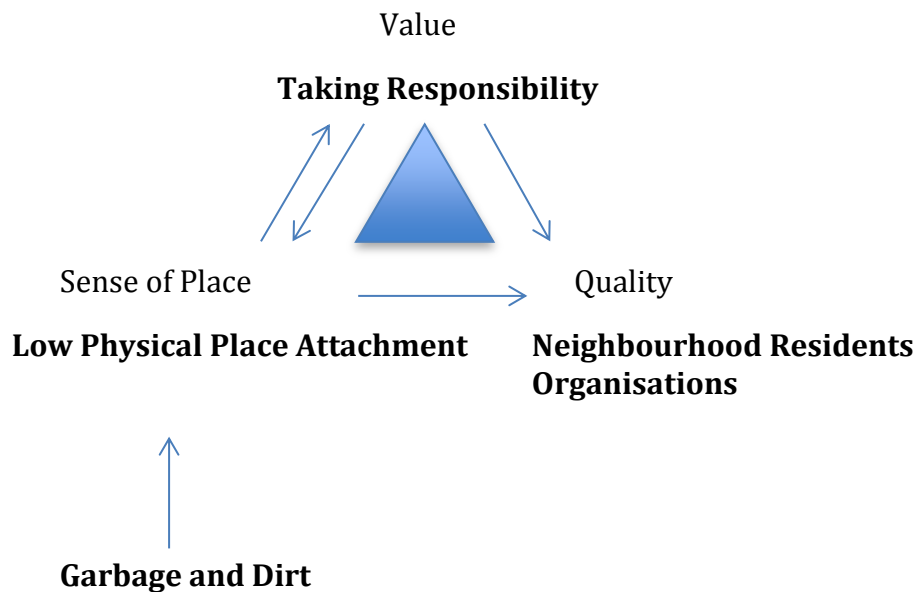 Value
Taking Responsibility
Sense of Place
Quality
Low Physical Place Attachment
Neighbourhood Residents
Organisations
Garbage and Dirt